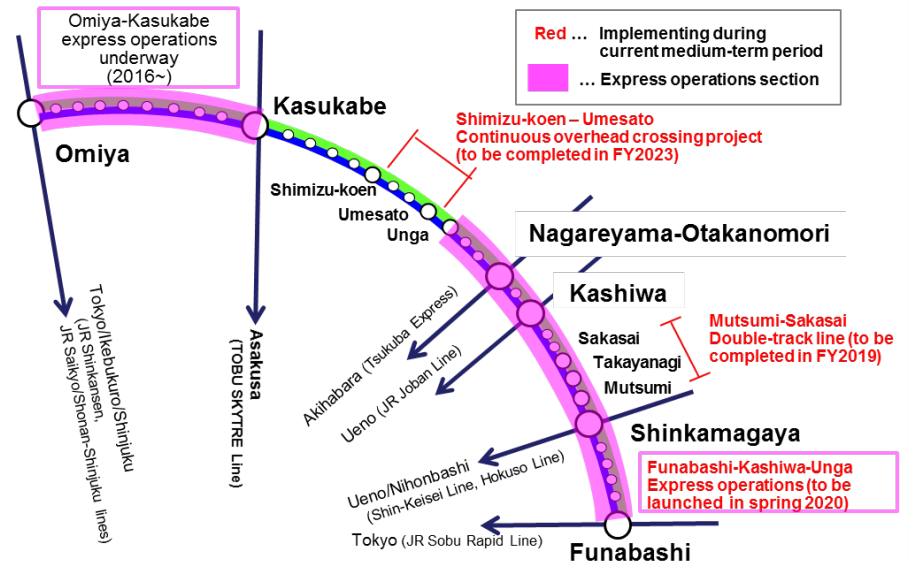 Omiya-Kasukabe
express operations
underway
(2016~)
Red … Implementing during
current medium-term period
… Express operations section
Kasukabe
Omiya
Shimizu-koen – Umesato
Continuous overhead crossing project
(to be completed in FY2023)
Shimizu-koen
Umesato
Unga
Nagareyama-Otakanomori
Kashiwa
Sakasai
Takayanagi
Mutsumi
Mutsumi-Sakasai
Double-track line (to be
completed in FY2019)
Tokyo/Ikebukuro/Shinjuku
(JR Shinkansen,
JR Saikyo/Shonan-Shinjuku lines)
Asakusa
(TOBU SKYTRE Line)
Akihabara (Tsukuba Express)
Ueno (JR Joban Line)
Ueno/Nihonbashi
(Shin-Keisei Line, Hokuso Line)
Shinkamagaya
Funabashi-Kashiwa-Unga
Express operations (to be
launched in spring 2020)
Tokyo (JR Sobu Rapid Line)
Funabashi